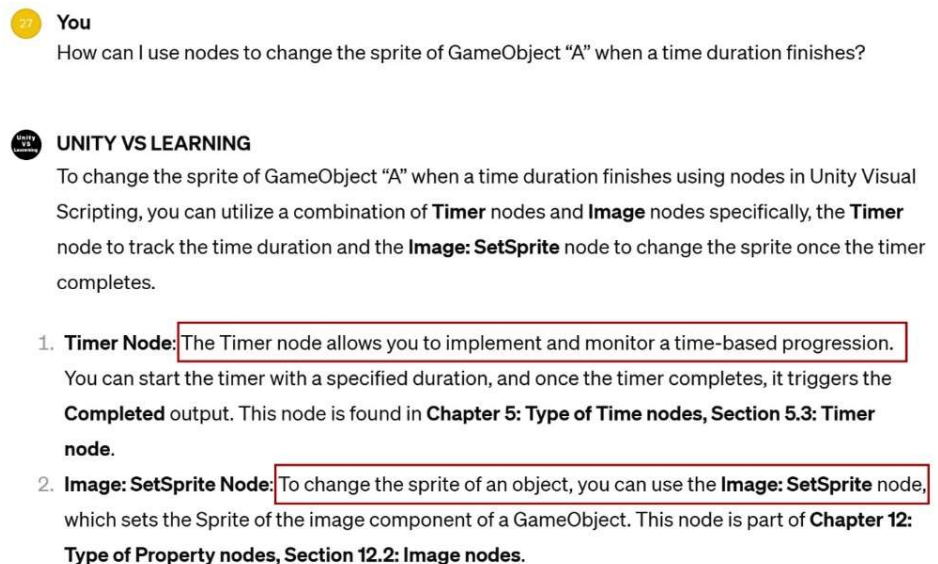 27
You
How can I use nodes to change the sprite of GameObject “A” when a time duration finishes?
Unity
VS
Learning
UNITY VS LEARNING
To change the sprite of GameObject “A” when a time duration finishes using nodes in Unity Visual
Scripting, you can utilize a combination of Timer nodes and Image nodes specifically, the Timer
node to track the time duration and the Image: SetSprite node to change the sprite once the timer
completes.
1. Timer Node: The Timer node allows you to implement and monitor a time-based progression.
You can start the timer with a specified duration, and once the timer completes, it triggers the
Completed output. This node is found in Chapter 5: Type of Time nodes, Section 5.3: Timer
node.
2. Image: SetSprite Node: To change the sprite of an object, you can use the Image: SetSprite node,
which sets the Sprite of the image component of a GameObject. This node is part of Chapter 12:
Type of Property nodes, Section 12.2: Image nodes.